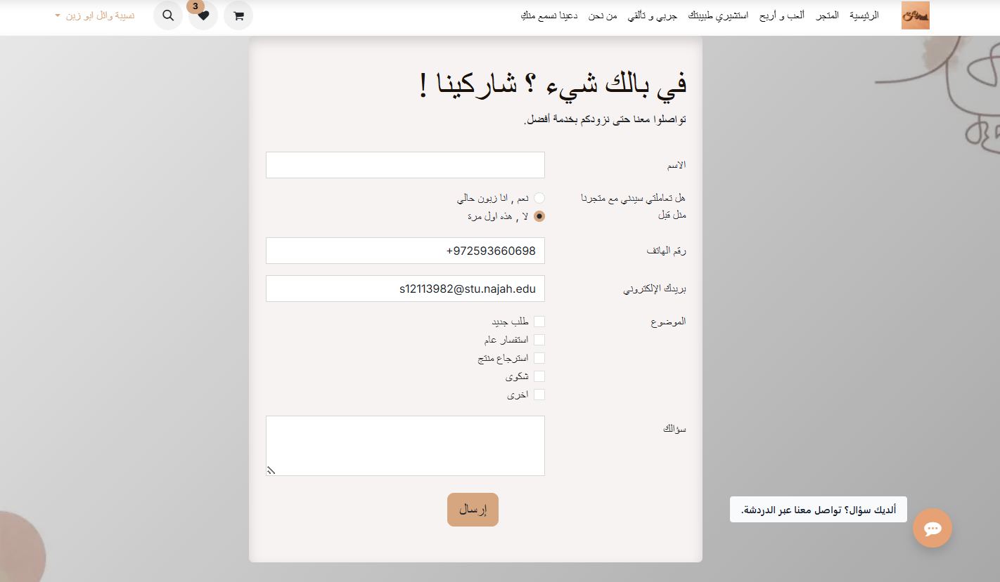 الرئيسية المتجر ألعب و أربح استشيري طبيبتك جربي و تألقي من نحن دعينا نسمع منكِ 3 نسيبة وائل ابو زين
في بالك شيء ؟ شاركينا !
تواصلوا معنا حتى نزودكم بخدمة أفضل.
الاسم
هل تعاملتي سيدتي مع متجرنا
منل قبل
نعم , انا زبون حالي
لا , هذه اول مرة
رقم الهاتف
+972593660698
بريدك الإلكتروني
s12113982@stu.najah.edu
الموضوع
طلب جديد
استفسار عام
استرجاع منتج
شكوى
اخرى
سؤالك
إرسال
ألديك سؤال؟ تواصل معنا عبر الدردشة.